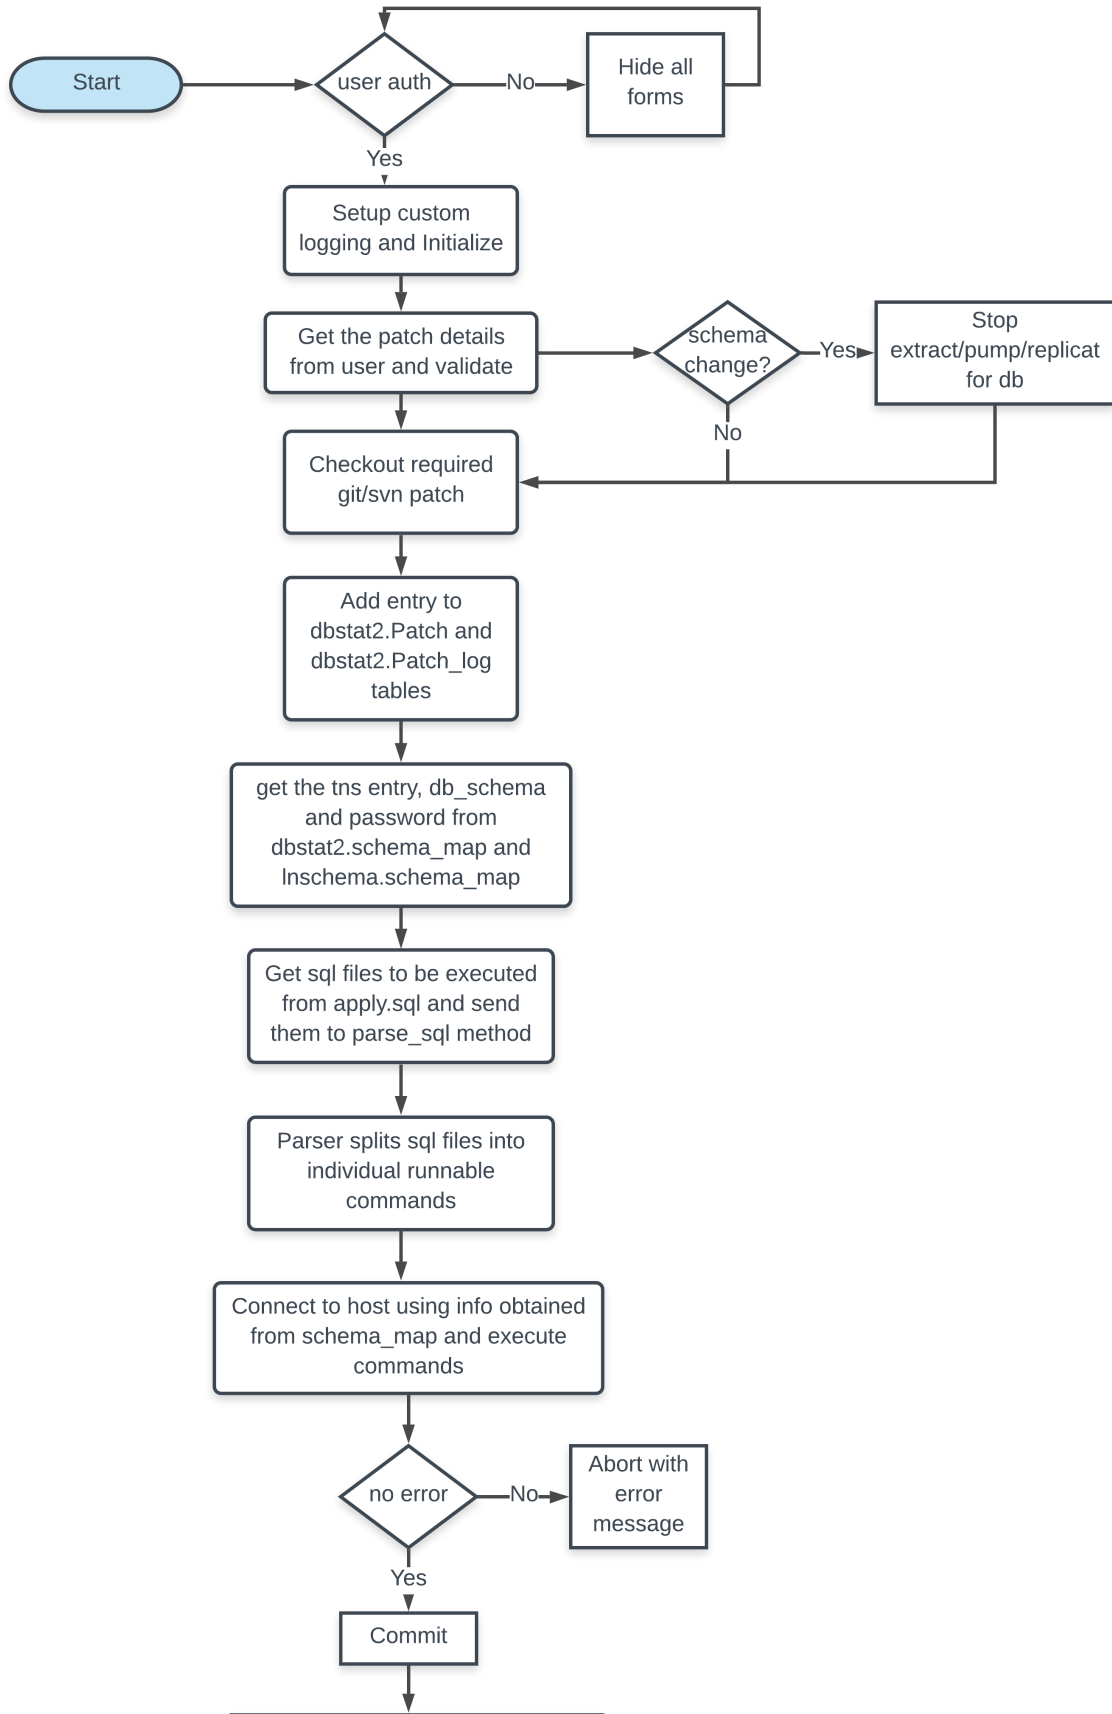 Start
user auth
No
Hide all
forms
Yes
Setup custom
logging and Initialize
Get the patch details
from user and validate
schema
change?
Yes
Stop
extract/pump/replicat
for db
No
Checkout required
git/svn patch
Add entry to
dbstat2.Patch and
dbstat2.Patch_log
tables
get the tns entry, db_schema
and password from
dbstat2.schema_map and
lnschema.schema_map
Get sql files to be executed
from apply.sql and send
them to parse_sql method
Parser splits sql files into
individual runnable
commands
Connect to host using info obtained
from schema_map and execute
commands
no error
No
Abort with
error
message
Yes
Commit